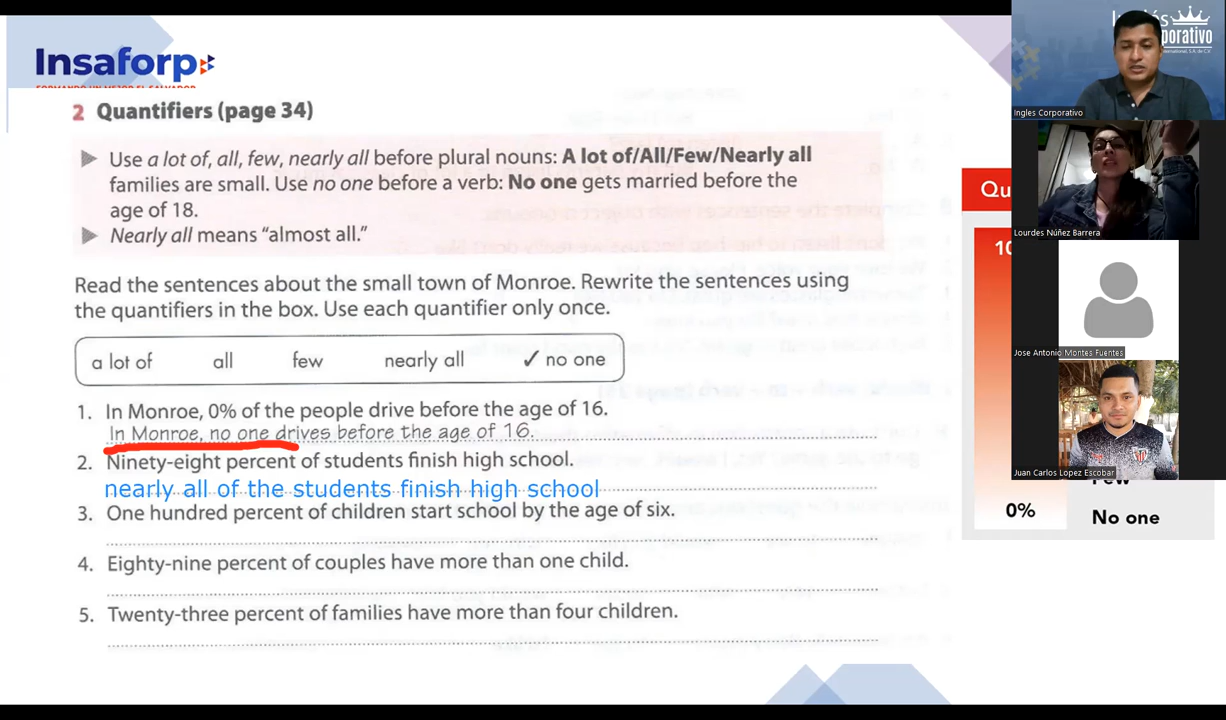 Insaforp
2 Quantifiers (page 34)
Use a lot of, all, few, nearly all before plural nouns: A lot of/All/Few/Nearly all
families are small. Use no one before a verb: No one gets married before the
age of 18.
Nearly all means “almost all.”
Read the sentences about the small town of Monroe. Rewrite the sentences using
the quantifiers in the box. Use each quantifier only once.
a lot of all few nearly all ✓ no one
1. In Monroe, 0% of the people drive before the age of 16.
In Monroe, no one drives before the age of 16.
2. Ninety-eight percent of students finish high school.
nearly all of the students finish high school
3. One hundred percent of children start school by the age of six.
4. Eighty-nine percent of couples have more than one child.
5. Twenty-three percent of families have more than four children.
Qu
10
Few
0% No one
Ingles Corporativo
Lourdes Núñez Barrera
Jose Antonio Montes Fuentes
Juan Carlos Lopez Escobar